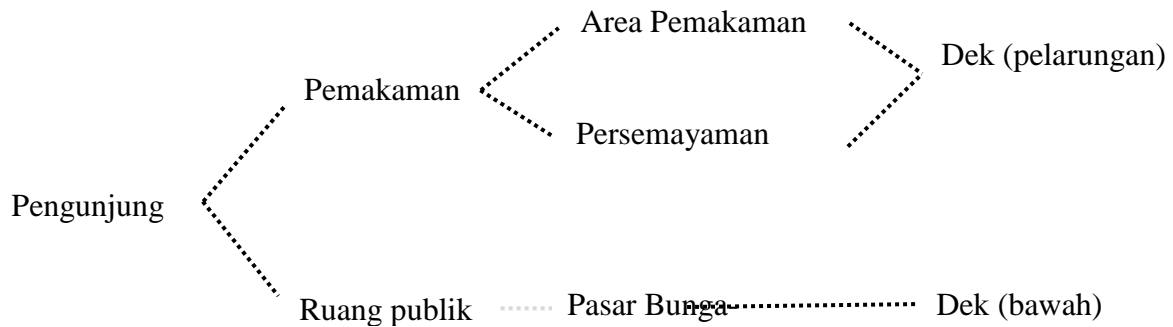 Area Pemakaman
Dek (pelarungan)
Pemakaman
Persemayaman
Pengunjung
Ruang publik
Pasar Bunga
Dek (bawah)